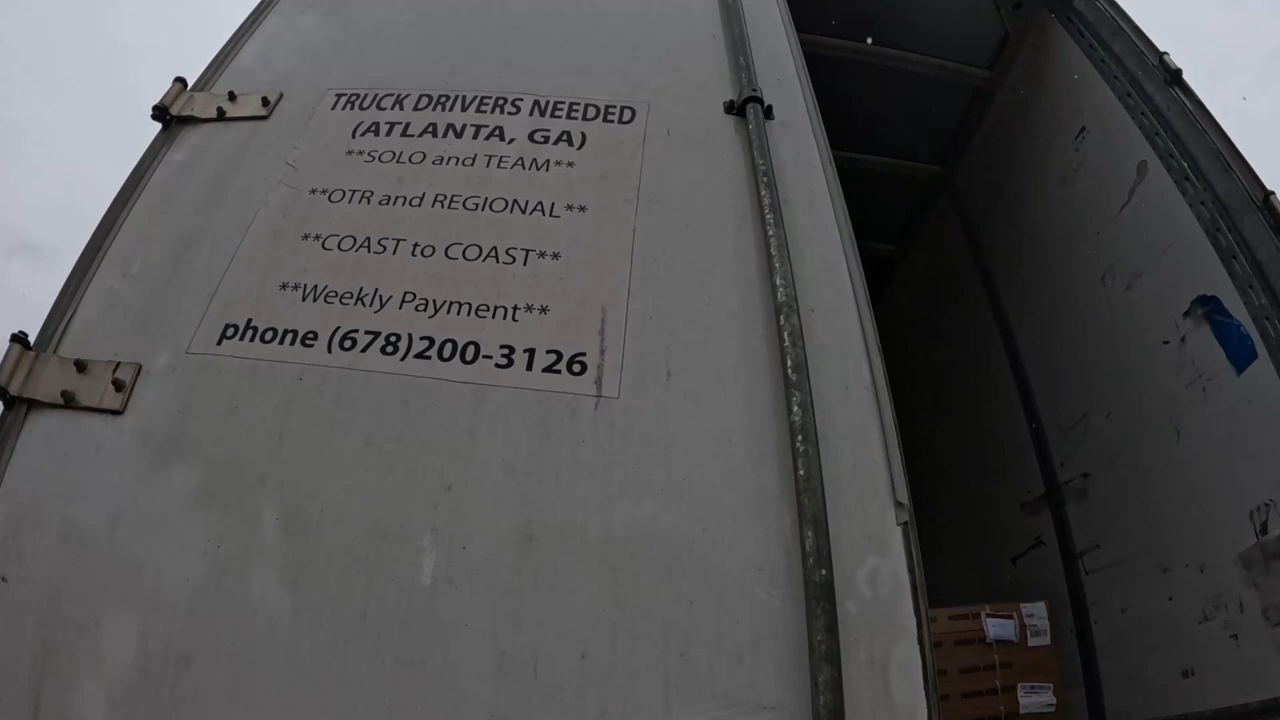 TRUCK DRIVERS NEEDED
(ATLANTA, GA)
**SOLO and TEAM**
**OTR and REGIONAL**
**COAST to COAST**
**Weekly Payment**
phone (678)200-3126